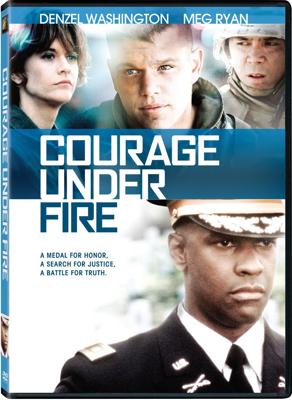 DENZEL WASHINGTON MEG RYAN
COURAGE
UNDER
FIRE
A MEDAL FOR HONOR,
A SEARCH FOR JUSTICE,
A BATTLE FOR TRUTH.
COURAGE UNDER FIRE